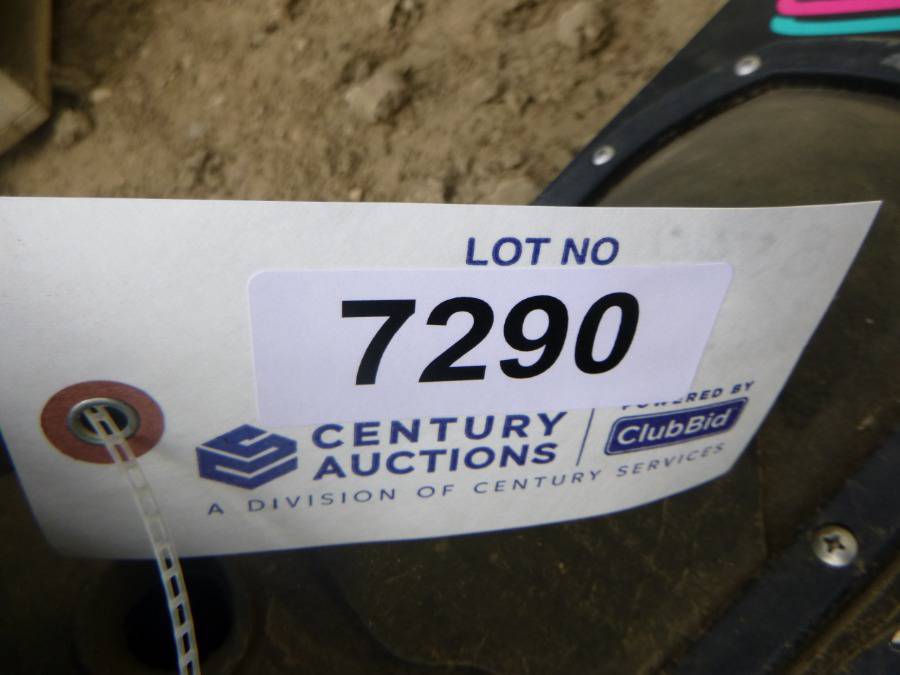 LOT NO
7290
CENTURY
AUCTIONS
POWERED BY
ClubBid
A DIVISION OF CENTURY SERVICES